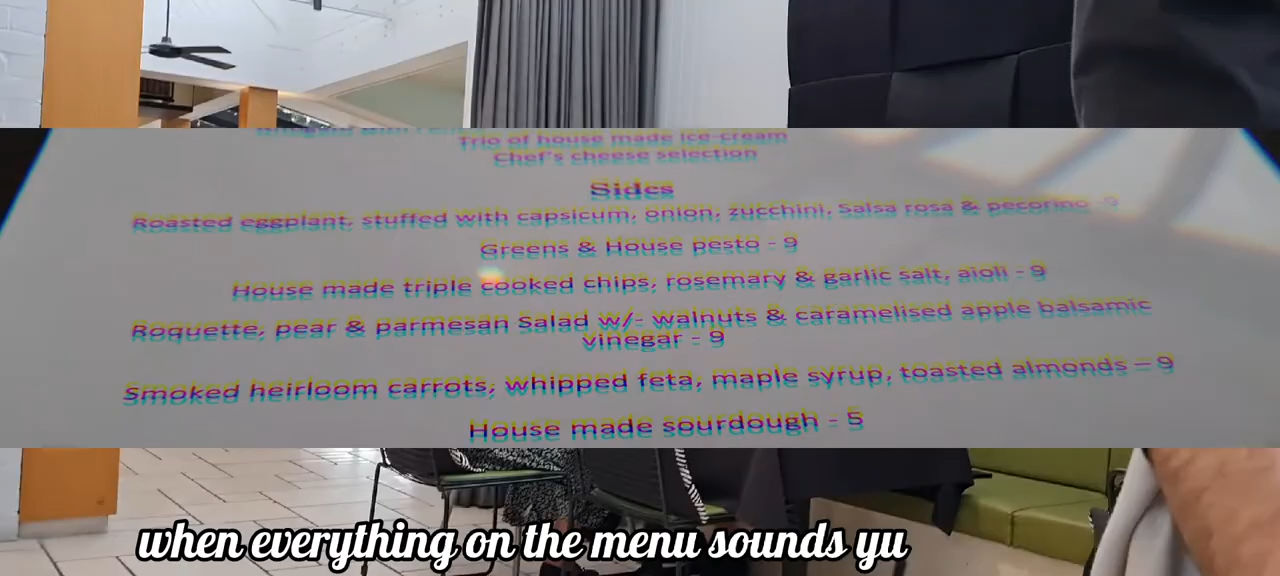 Trio of house made ice-cream
Chef's cheese selection
Sides
Roasted eggplant, stuffed with capsicum, onion, zucchini, Salsa rosa & pecorino 9
Greens & House pesto - 9
House made triple cooked chips, rosemary & garlic salt, aioli - 9
Roquette, pear & parmesan Salad w/- walnuts & caramelised apple balsamic
vinegar - 9
Smoked heirloom carrots, whipped feta, maple syrup, toasted almonds – 9
House made sourdough - 5
when everything on the menu sounds yu